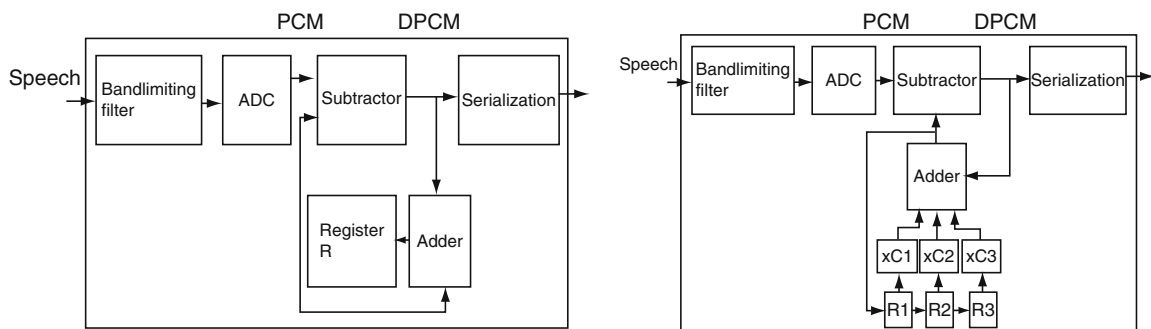 PCM DPCM
Speech
Bandlimiting
filter
ADC
Subtractor
Serialization
Register
R
Adder
PCM DPCM
Speech
Bandlimiting
filter
ADC
Subtractor
Serialization
Adder
xC1 xC2 xC3
R1 R2 R3